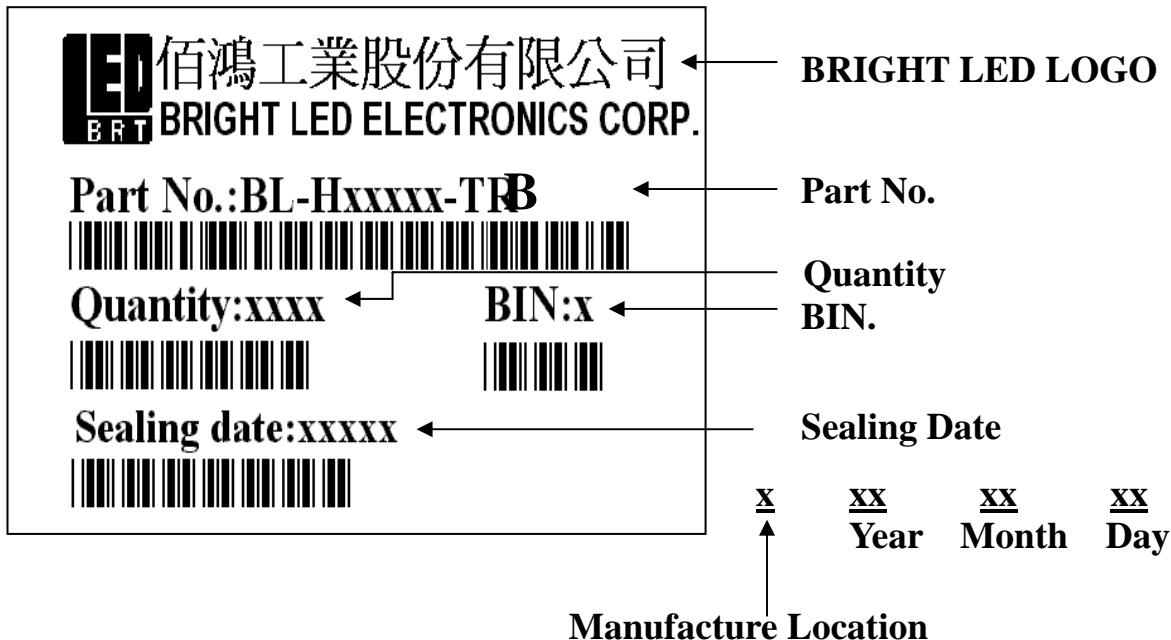 LED
BRT
佰鴻工業股份有限公司
BRIGHT LED ELECTRONICS CORP.
BRIGHT LED LOGO
Part No.:BL-Hxxxxx-TRB
Part No.
Quantity:xxxx
BIN:x
Quantity
BIN.
Sealing date:xxxxx
Sealing Date
x xx xx xx
Year Month Day
Manufacture Location